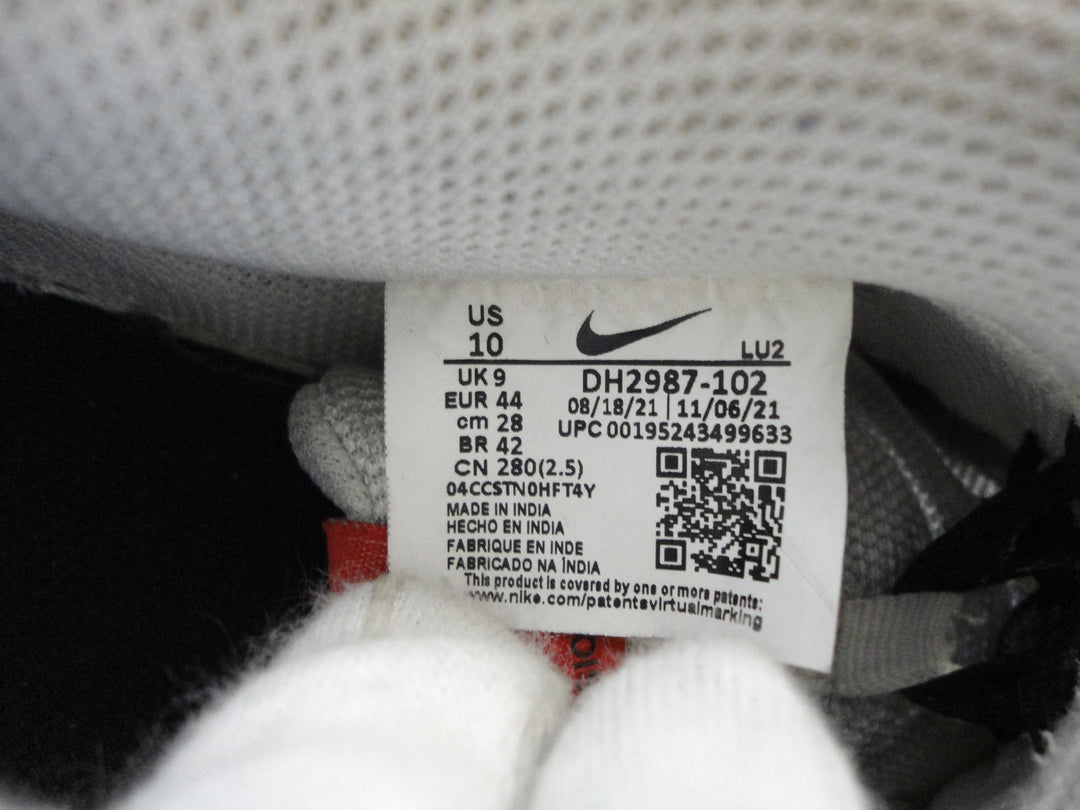 US
10
LU2
UK 9
EUR 44
cm 28
BR 42
CN 280(2.5)
DH2987-102
08/18/21 | 11/06/21
UPC 00195243499633
04CCSTN0HFT4Y
MADE IN INDIA
HECHO EN INDIA
FABRIQUE EN INDE
FABRICADO NA ÍNDIA
This product is covered by one or more patents:
www.nike.com/patentsvirtualmarking